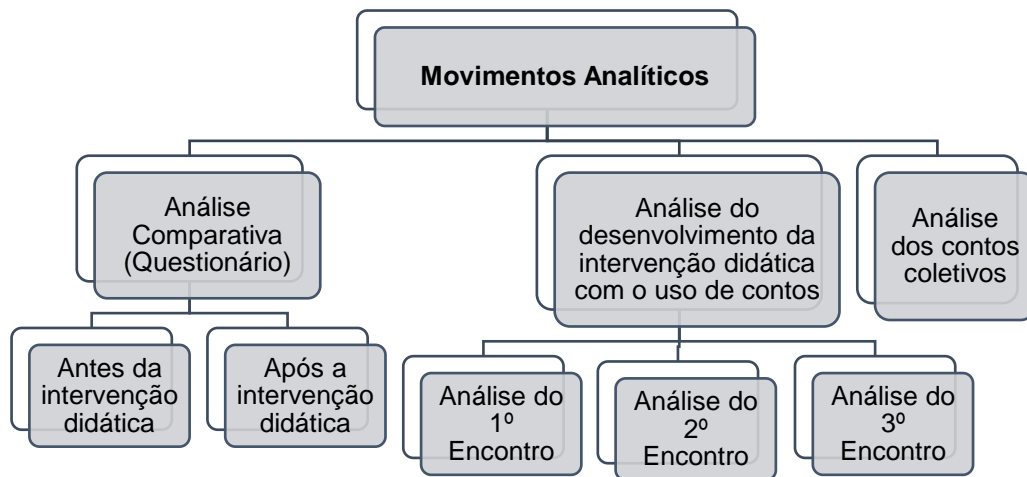 Movimentos Analíticos
Análise
Comparativa
(Questionário)
Análise do
desenvolvimento da
intervenção didática
com o uso de contos
Análise
dos contos
coletivos
Antes da
intervenção
didática
Após a
intervenção
didática
Análise do
1º
Encontro
Análise do
2º
Encontro
Análise do
3º
Encontro